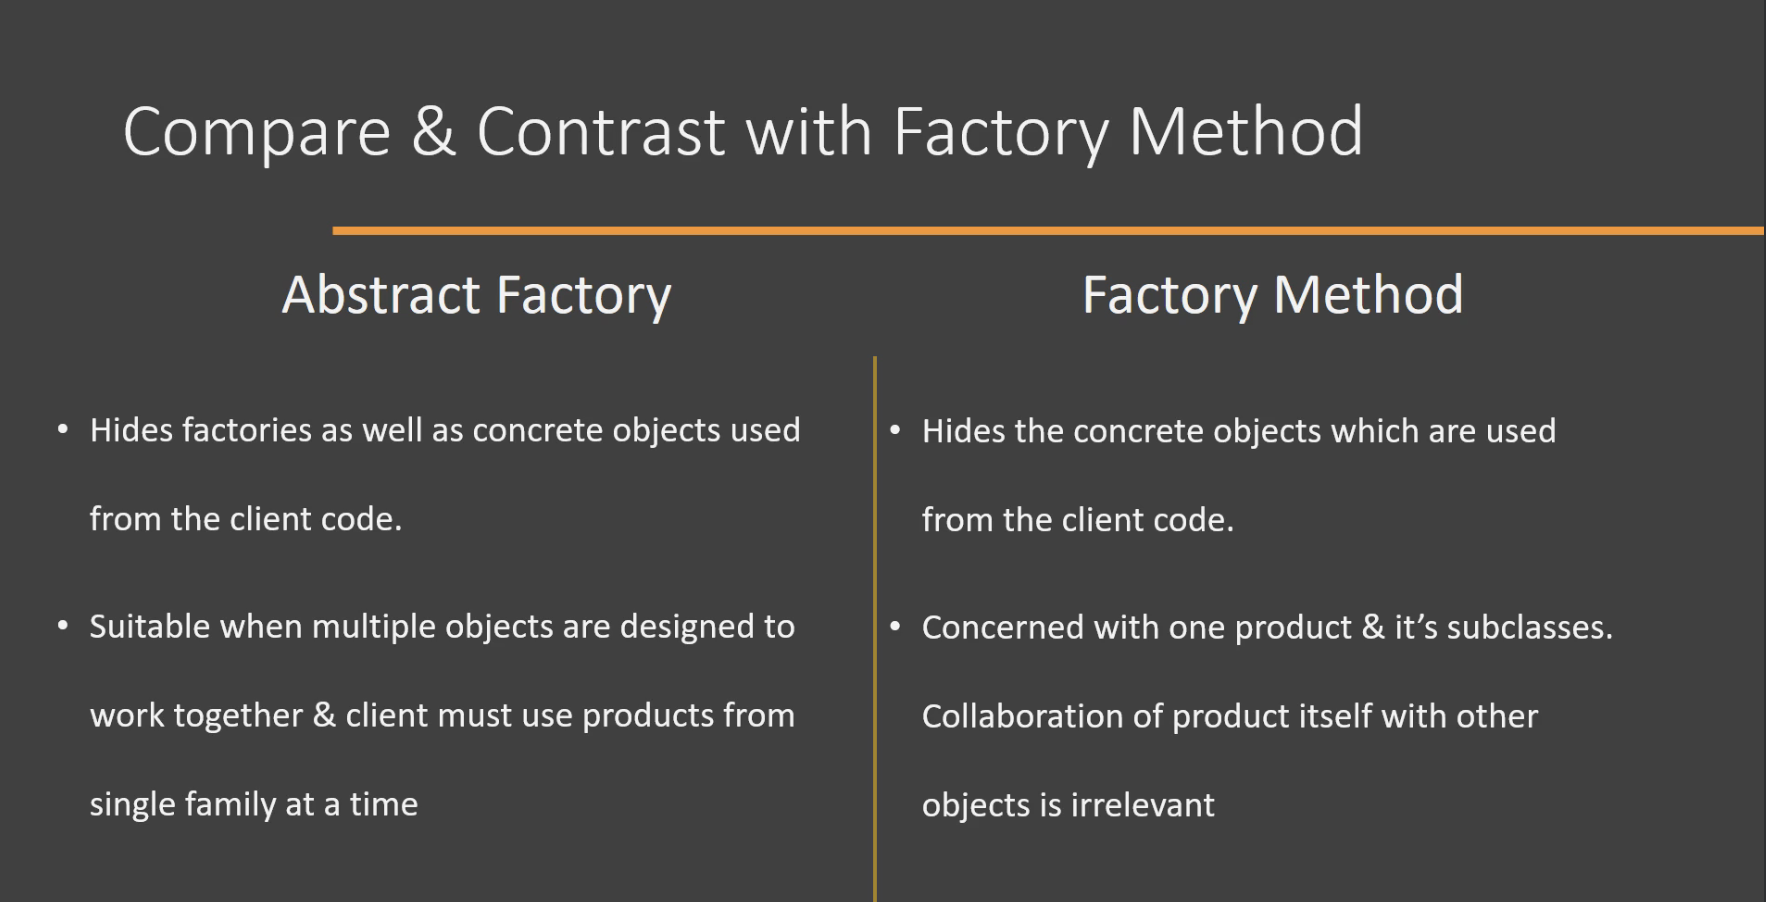 Compare & Contrast with Factory Method
Abstract Factory
• Hides factories as well as concrete objects used
from the client code.
• Suitable when multiple objects are designed to
work together & client must use products from
single family at a time
Factory Method
• Hides the concrete objects which are used
from the client code.
• Concerned with one product & it’s subclasses.
Collaboration of product itself with other
objects is irrelevant